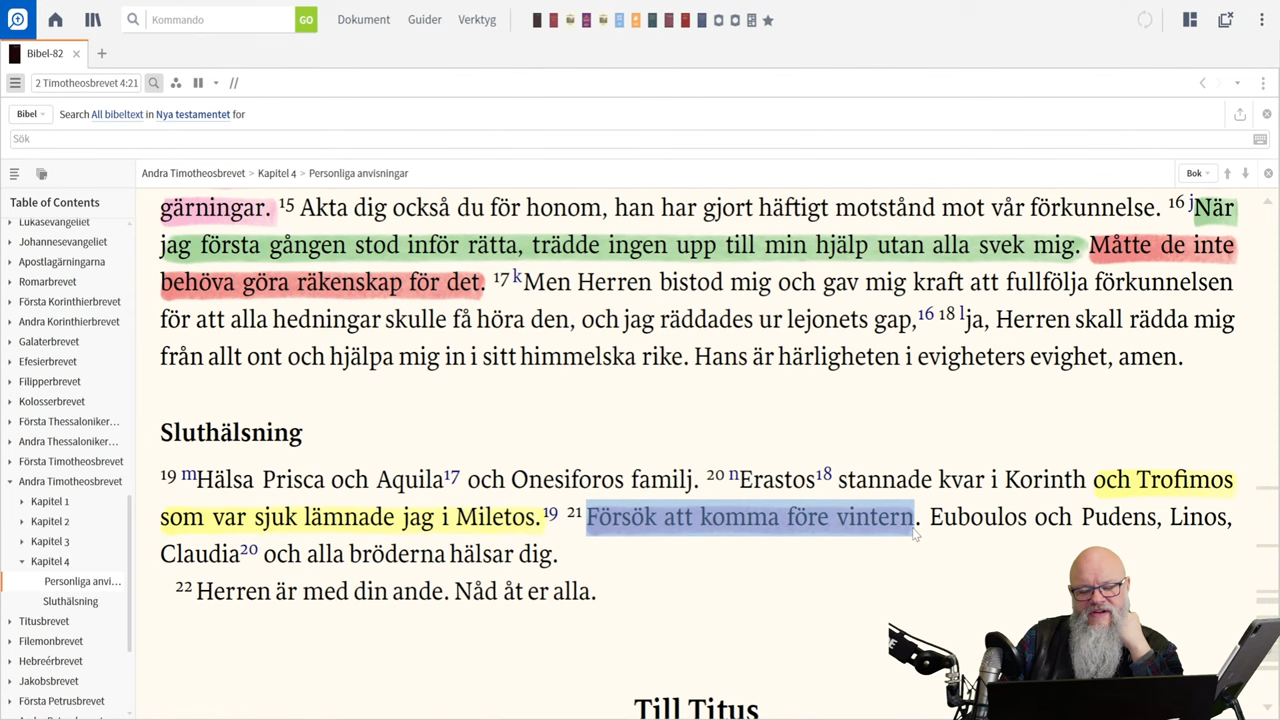 Kommando
GO
Dokument
Guider
Verktyg
Bibel-82
2 Timotheosbrevet 4:21
Bibel
Search All bibeltext in Nya testamentet for
Sök
Andra Timotheosbrevet > Kapitel 4 > Personliga anvisningar
Bok
Table of Contents
Lukasevangeliet
Johannesevangeliet
Apostlagärningarna
Romarbrevet
Första Korinthierbrevet
Andra Korinthierbrevet
Galaterbrevet
Efesierbrevet
Filipperbrevet
Kolosserbrevet
Första Thessaloniker...
Andra Thessaloniker...
Första Timotheosbrevet
Andra Timotheosbrevet
Kapitel 1
Kapitel 2
Kapitel 3
Kapitel 4
Personliga anvi...
Sluthälsning
Titusbrevet
Filemonbrevet
Hebreérbrevet
Jakobsbrevet
Första Petrusbrevet
gärningar. 15 Akta dig också du för honom, han har gjort häftigt motstånd mot vår förkunnelse. 16 j När
jag första gången stod inför rätta, trädde ingen upp till min hjälp utan alla svek mig. Måtte de inte
behöva göra räkenskap för det. 17 k Men Herren bistod mig och gav mig kraft att fullfölja förkunnelsen
för att alla hedningar skulle få höra den, och jag räddades ur lejonets gap,16 18 l ja, Herren skall rädda mig
från allt ont och hjälpa mig in i sitt himmelska rike. Hans är härligheten i evigheters evighet, amen.
Sluthälsning
19 m Hälsa Prisca och Aquila17 och Onesiforos familj. 20 n Erastos18 stannade kvar i Korinth och Trofimos
som var sjuk lämnade jag i Miletos.19 21 Försök att komma före vintern. Euboulos och Pudens, Linos,
Claudia20 och alla bröderna hälsar dig.
22 Herren är med din ande. Nåd åt er alla.
Till Titus